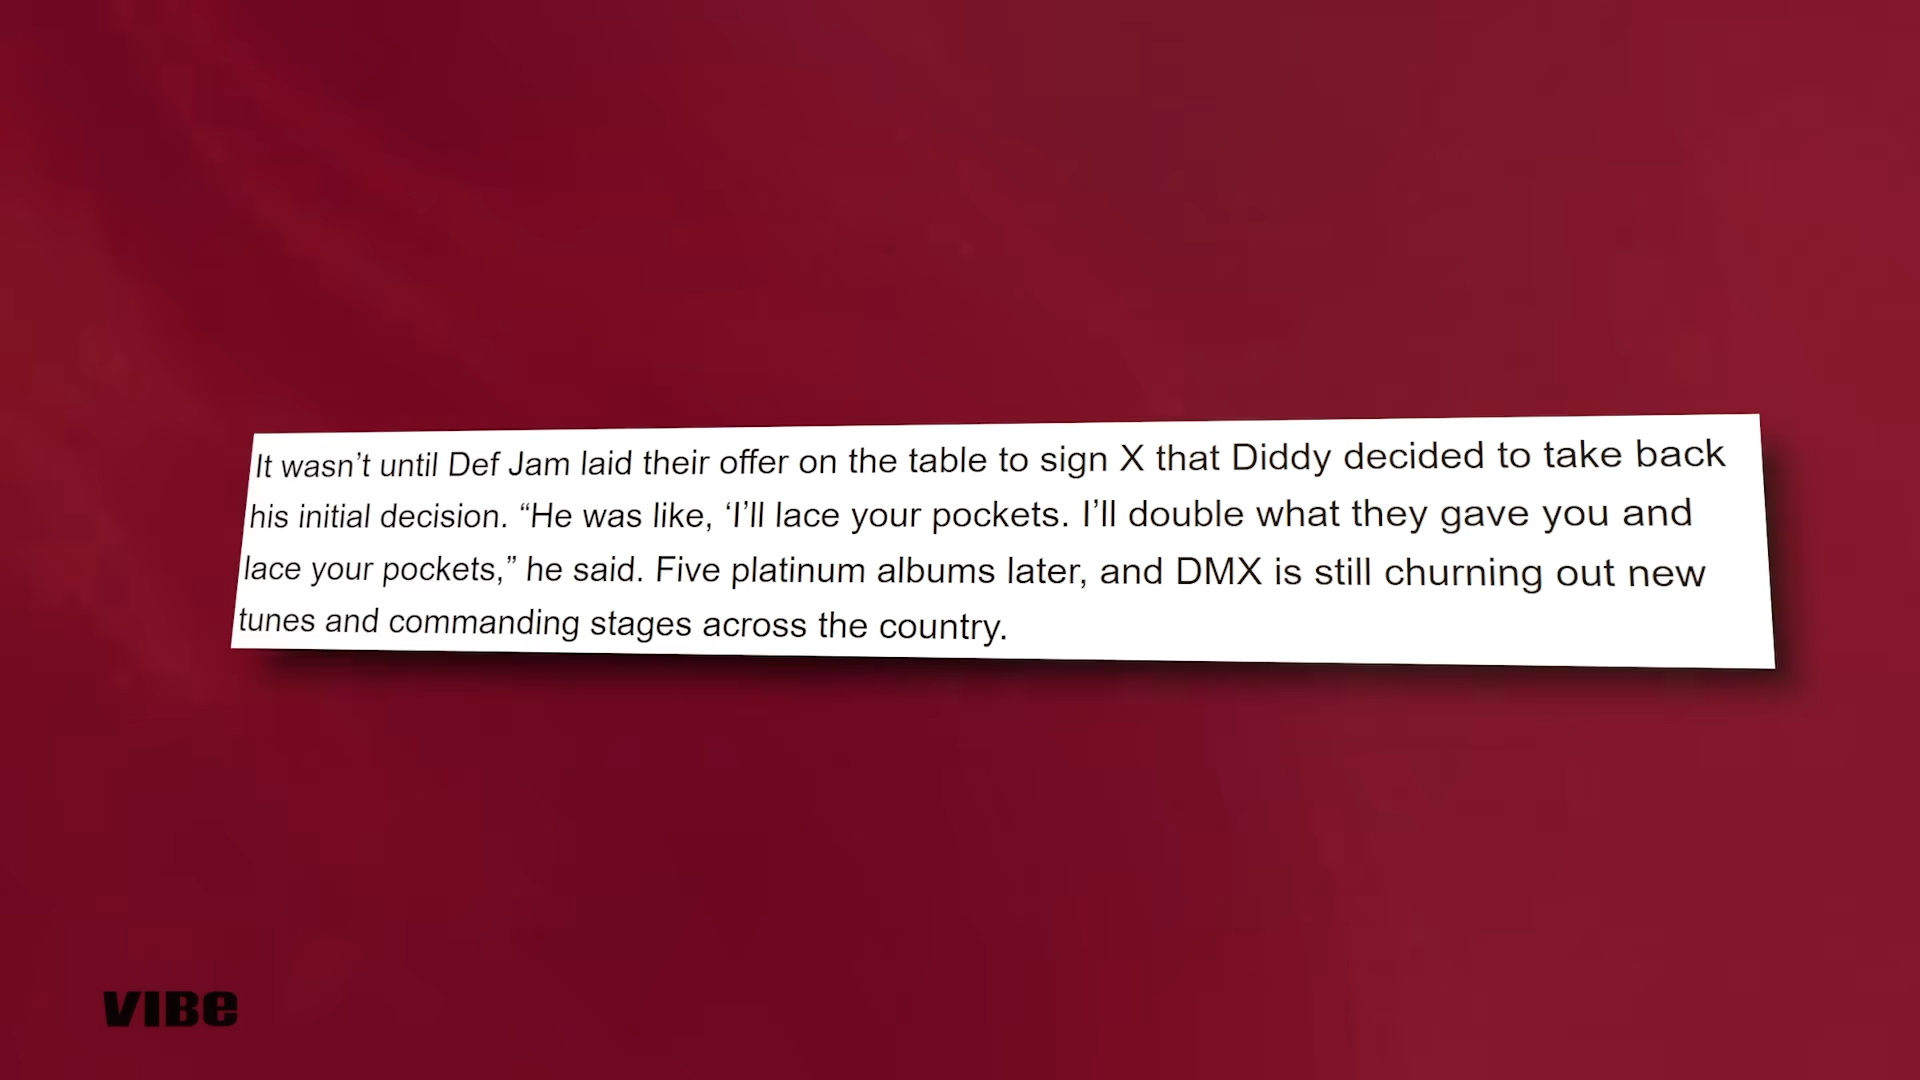 It wasn’t until Def Jam laid their offer on the table to sign X that Diddy decided to take back
his initial decision. “He was like, ‘I’ll lace your pockets. I’ll double what they gave you and
lace your pockets,” he said. Five platinum albums later, and DMX is still churning out new
tunes and commanding stages across the country.
VIBE